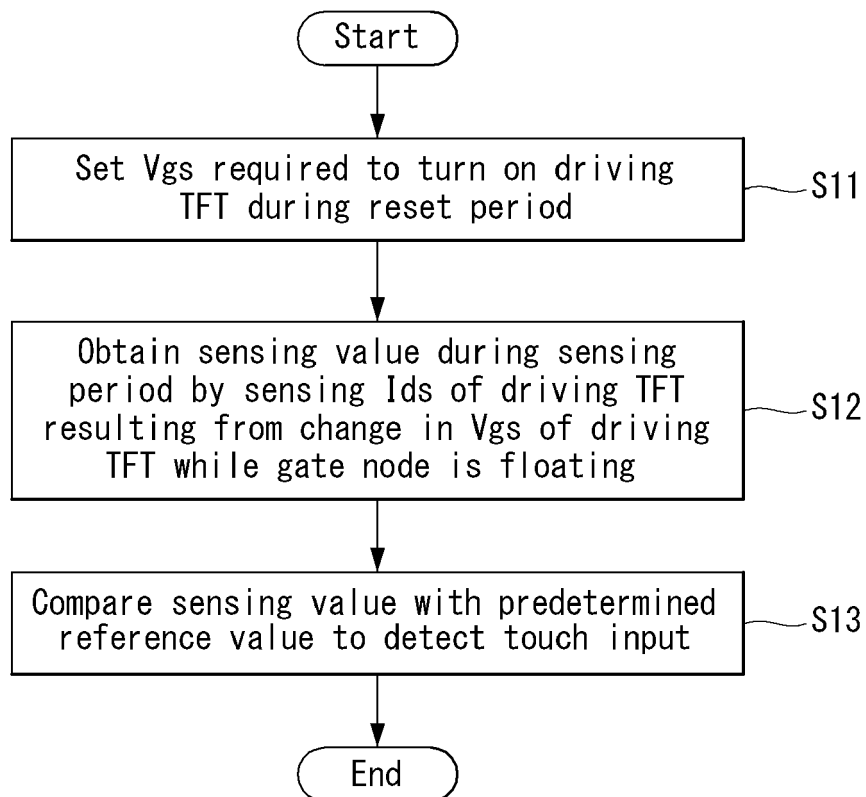 Start
Set Vgs required to turn on driving
TFT during reset period
S11
Obtain sensing value during sensing
period by sensing Ids of driving TFT
resulting from change in Vgs of driving
TFT while gate node is floating
S12
Compare sensing value with predetermined
reference value to detect touch input
S13
End